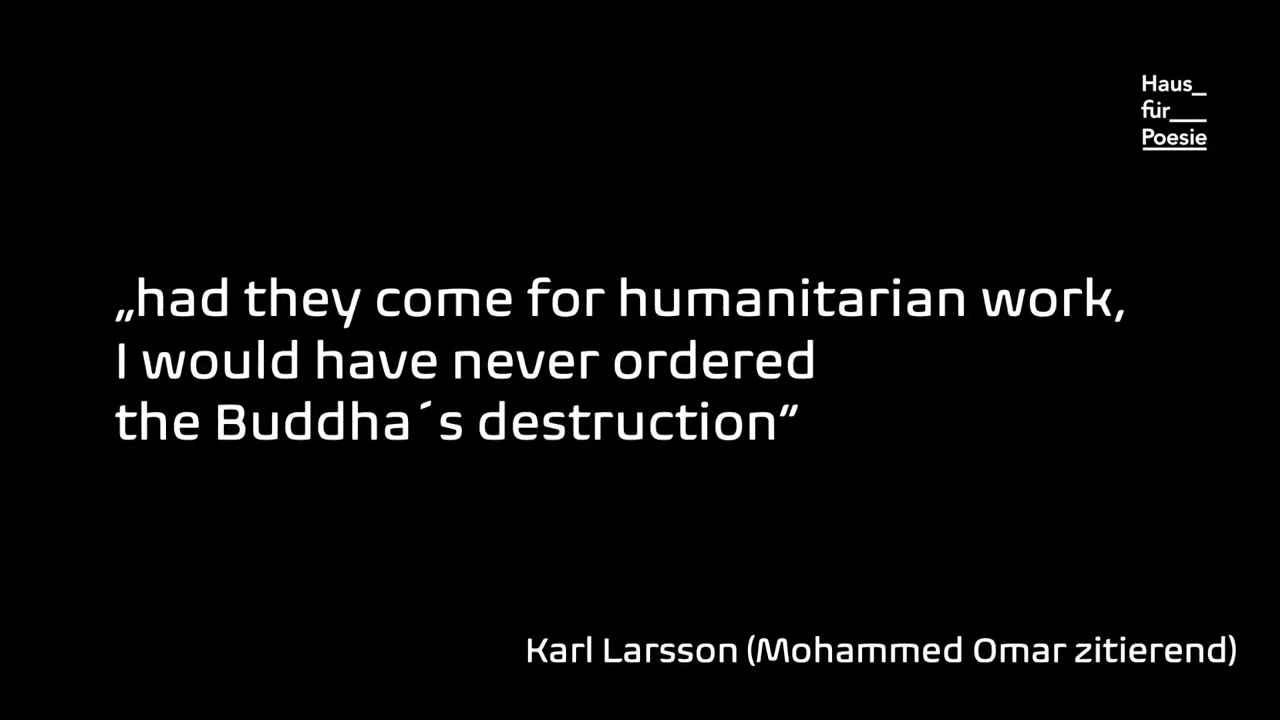 Haus_
für___
Poesie
„had they come for humanitarian work,
I would have never ordered
the Buddha´s destruction”
Karl Larsson (Mohammed Omar zitierend)